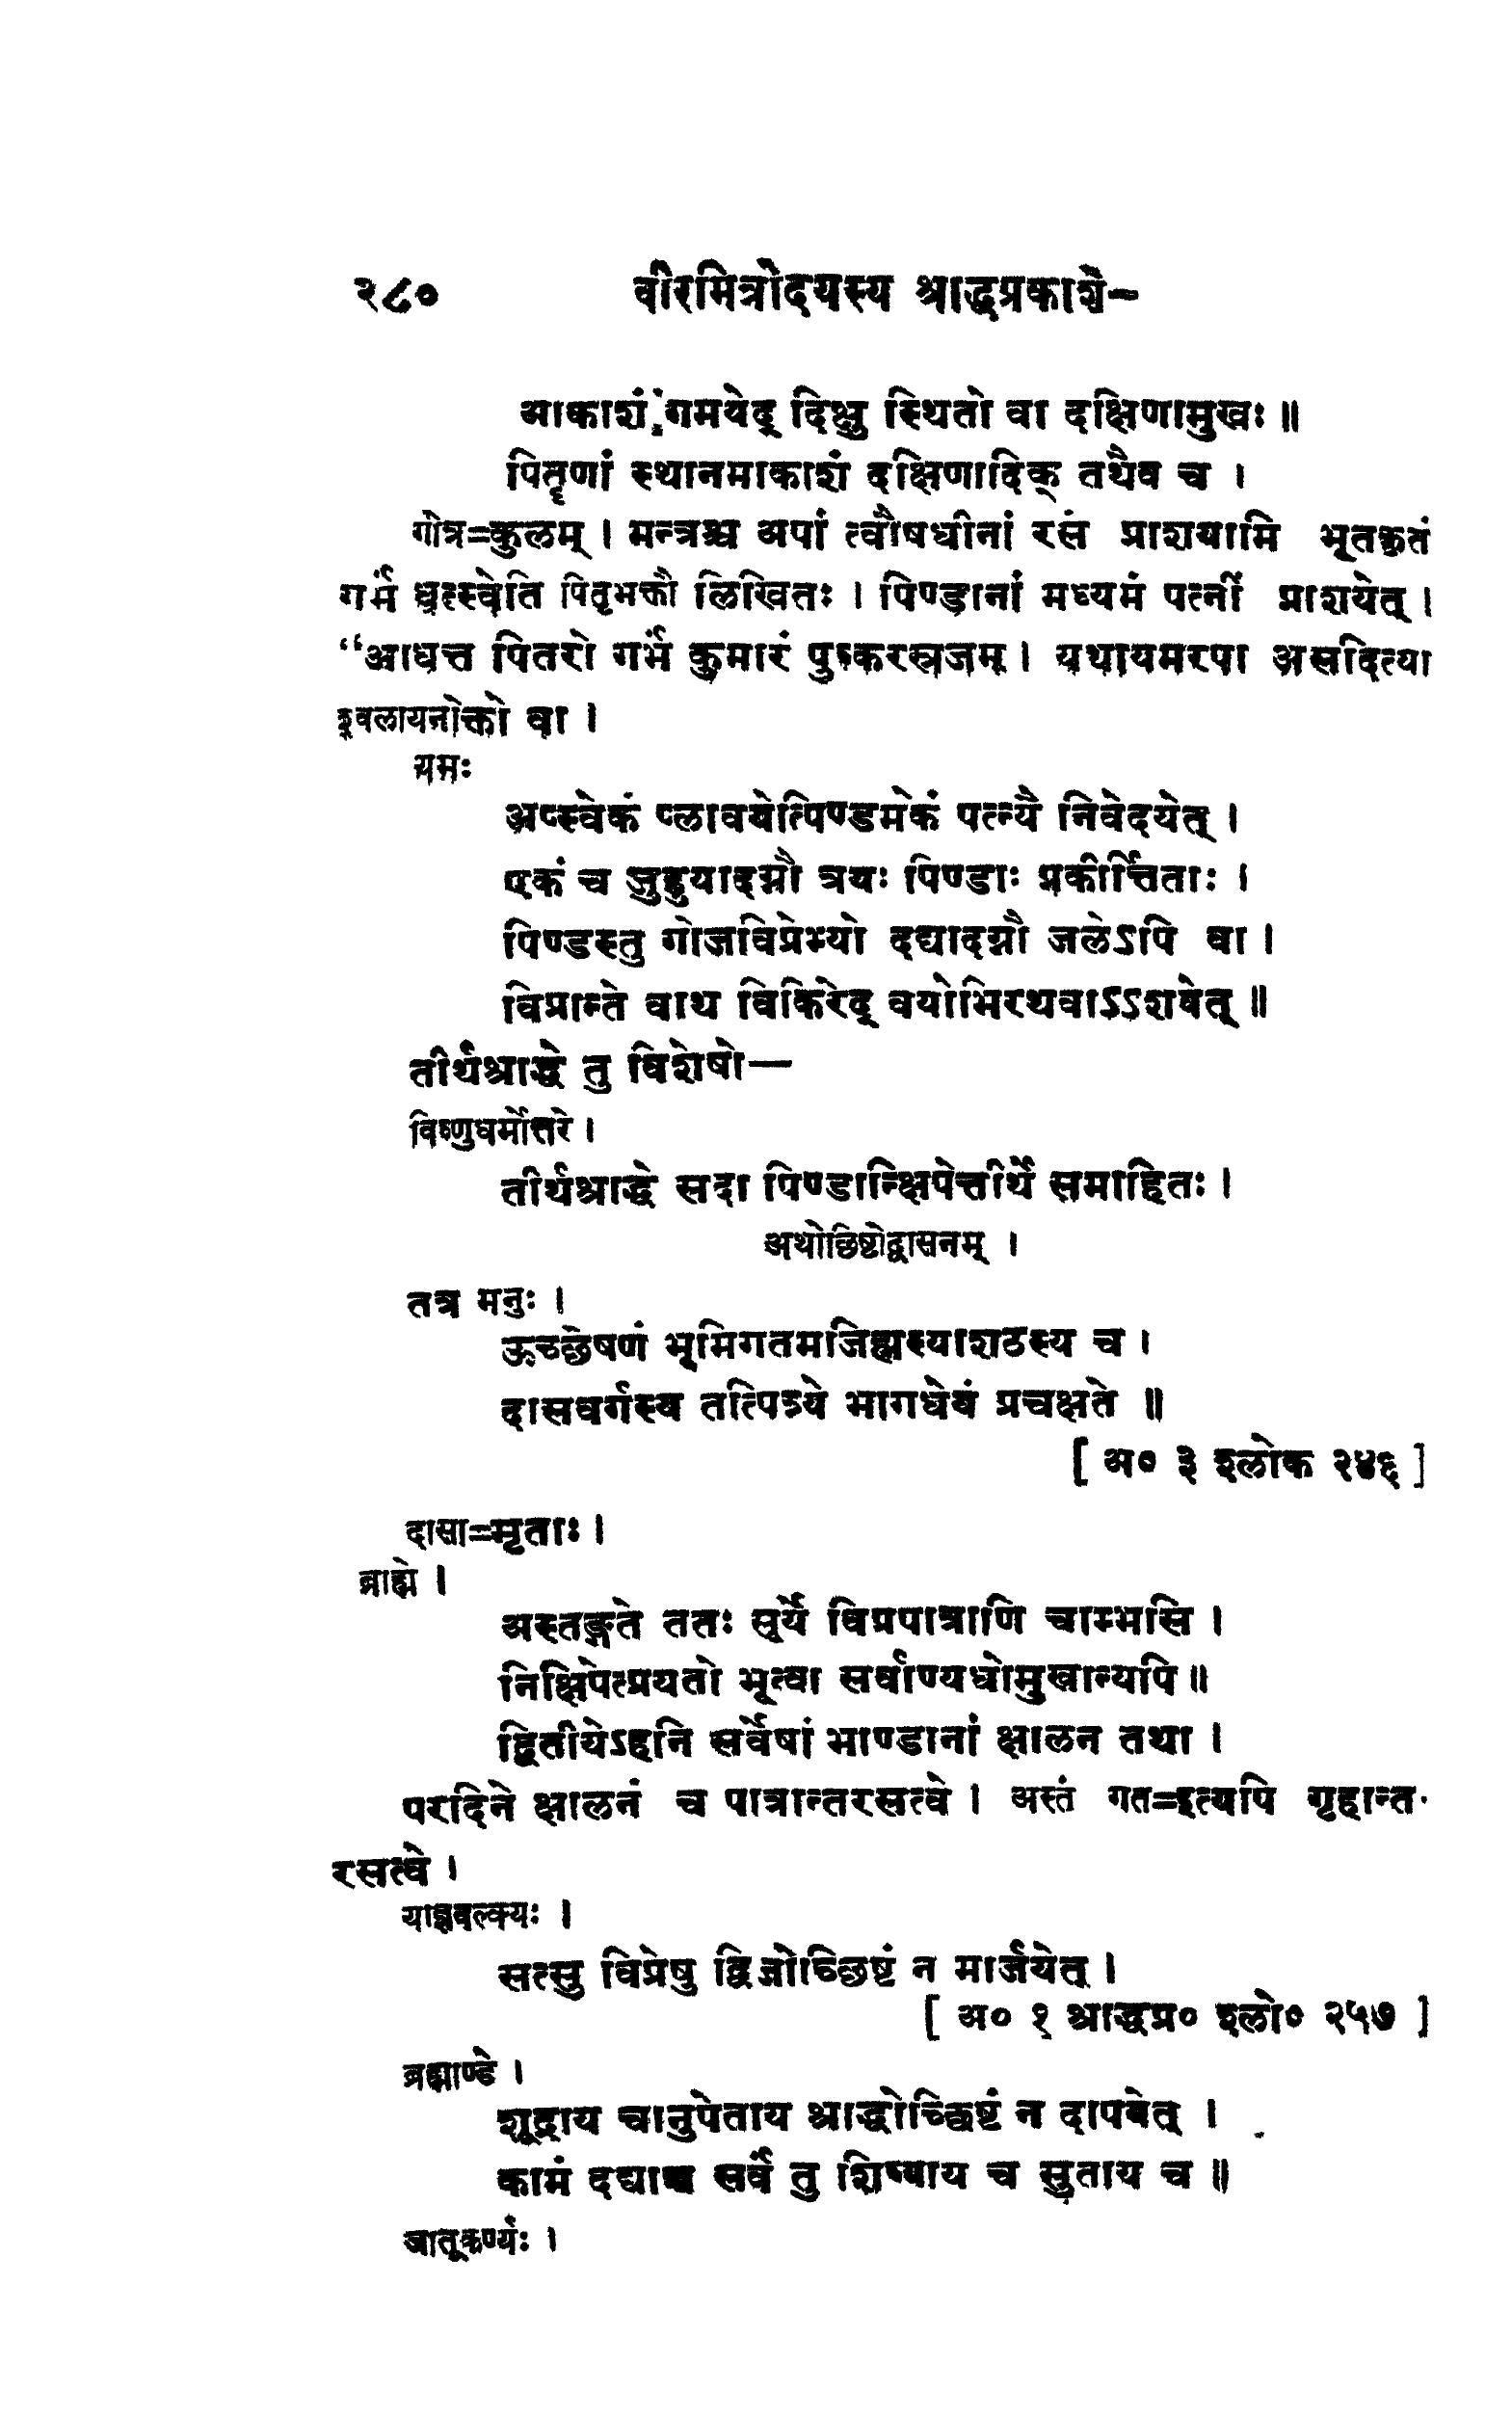 २८० वीरमित्रोदयस्य श्राद्धप्रकाशे-
आकाशं गमयेद् दिक्षु स्थितो वा दक्षिणामुखः ॥
पितॄणां स्थानमाकाशं दक्षिणादिक् तथैव च ।
गोत्र=कुलम् । मन्त्रश्च अपां त्वौषधीनां रसं प्राशयामि भूतकृतं
गर्भं धत्स्वेति पितृभक्तौ लिखितः । पिण्डानां मध्यमं पत्नीं प्राशयेत् ।
“आधत्त पितरो गर्भं कुमारं पुष्करस्रजम् । यथायमरपा असदित्या
श्वलायनोक्तो वा ।
यमः
अप्स्वेकं प्लावयेत्पिण्डमेकं पत्न्यै निवेदयेत् ।
एकं च जुहुयादग्नौ त्रयः पिण्डाः प्रकीर्त्तिताः ।
पिण्डस्तु गोजविप्रेभ्यो दद्यादग्नौ जलेऽपि वा ।
विप्रान्ते वाथ विकिरेद् वयोभिरथवाऽऽशयेत् ॥
तीर्थश्राद्धे तु विशेषो—
विष्णुधर्मोत्तरे ।
तीर्थश्राद्धे सदा पिण्डान्क्षिपेत्तीर्थे समाहितः ।
अथोछिष्टोद्वासनम् ।
तत्र मनुः ।
ऊच्छेषणं भूमिगतमजिह्मस्याशठस्य च ।
दासवर्गस्य तत्पित्र्ये भागधेयं प्रचक्षते ॥
[ अ० ३ श्लोक २४६ ]
दासा=मृताः ।
ब्राह्मे ।
अस्तङ्गते ततः सूर्ये विप्रपात्राणि चाम्भसि ।
निक्षिपेत्प्रयतो भूत्वा सर्वाण्यधोमुखान्यपि ॥
द्वितीयेऽहनि सर्वेषां भाण्डानां क्षालन तथा ।
परदिने क्षालनं च पात्रान्तरसत्वे । अस्तं गत=इत्यपि गृहान्त-
रसत्वे ।
याज्ञवल्क्यः ।
सत्सु विप्रेषु द्विजोच्छिष्टं न मार्जयेत् ।
[ अ० १ श्राद्धप्र० श्लो० २५७ ]
ब्रह्माण्डे ।
शूद्राय चानुपेताय श्राद्धोच्छिष्टं न दापयेत् ।
कामं दद्याच्च सर्वं तु शिष्याय च सुताय च ॥
जातूकर्ण्यः ।